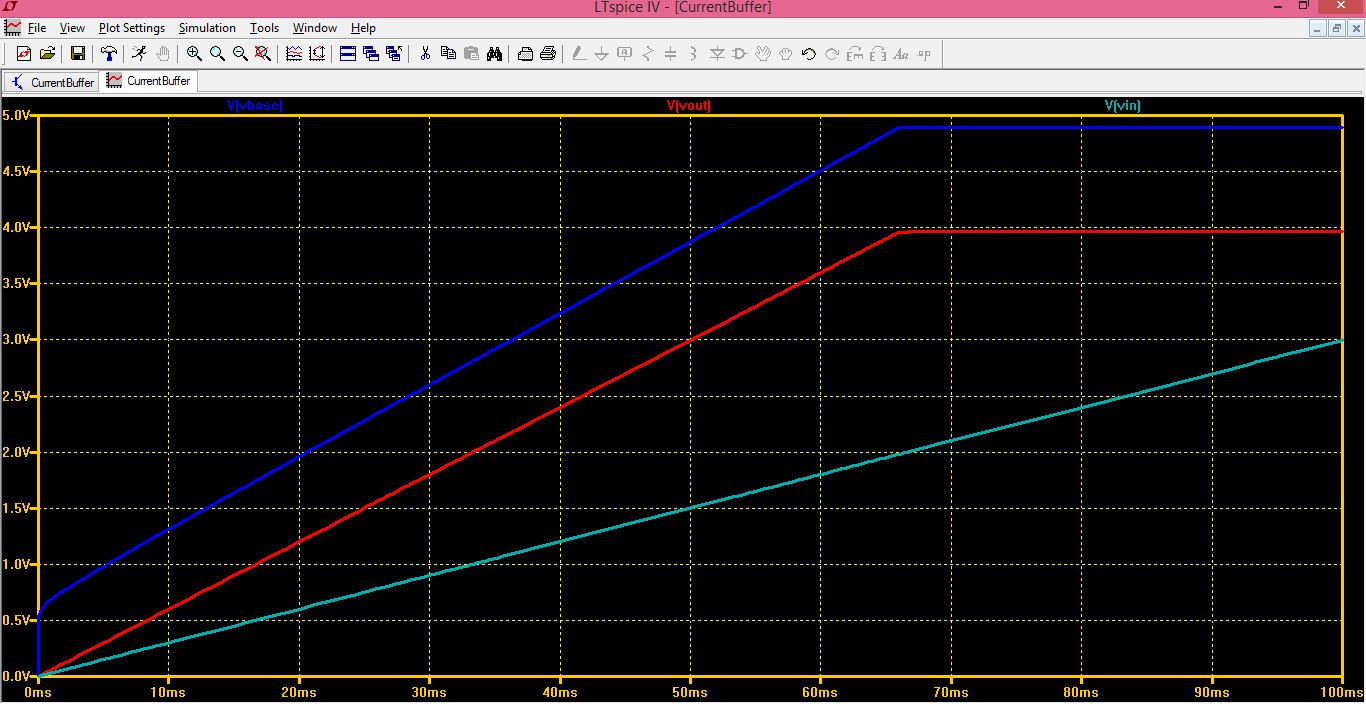 LTspice IV - [CurrentBuffer]
File View Plot Settings Simulation Tools Window Help
CurrentBuffer CurrentBuffer
V(vbase) V(vout) V(vin)
5.0V
4.5V
4.0V
3.5V
3.0V
2.5V
2.0V
1.5V
1.0V
0.5V
0.0V
0ms 10ms 20ms 30ms 40ms 50ms 60ms 70ms 80ms 90ms 100ms